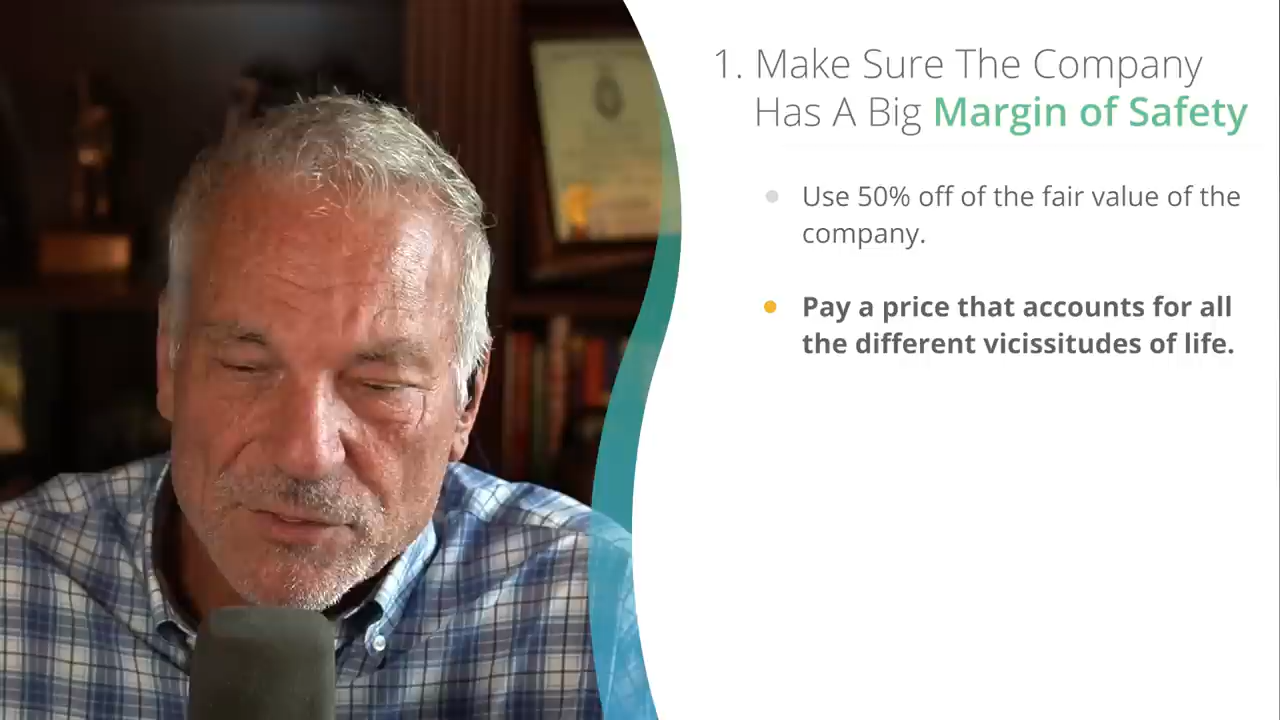 1. Make Sure The Company
Has A Big Margin of Safety
Use 50% off of the fair value of the
company.
Pay a price that accounts for all
the different vicissitudes of life.